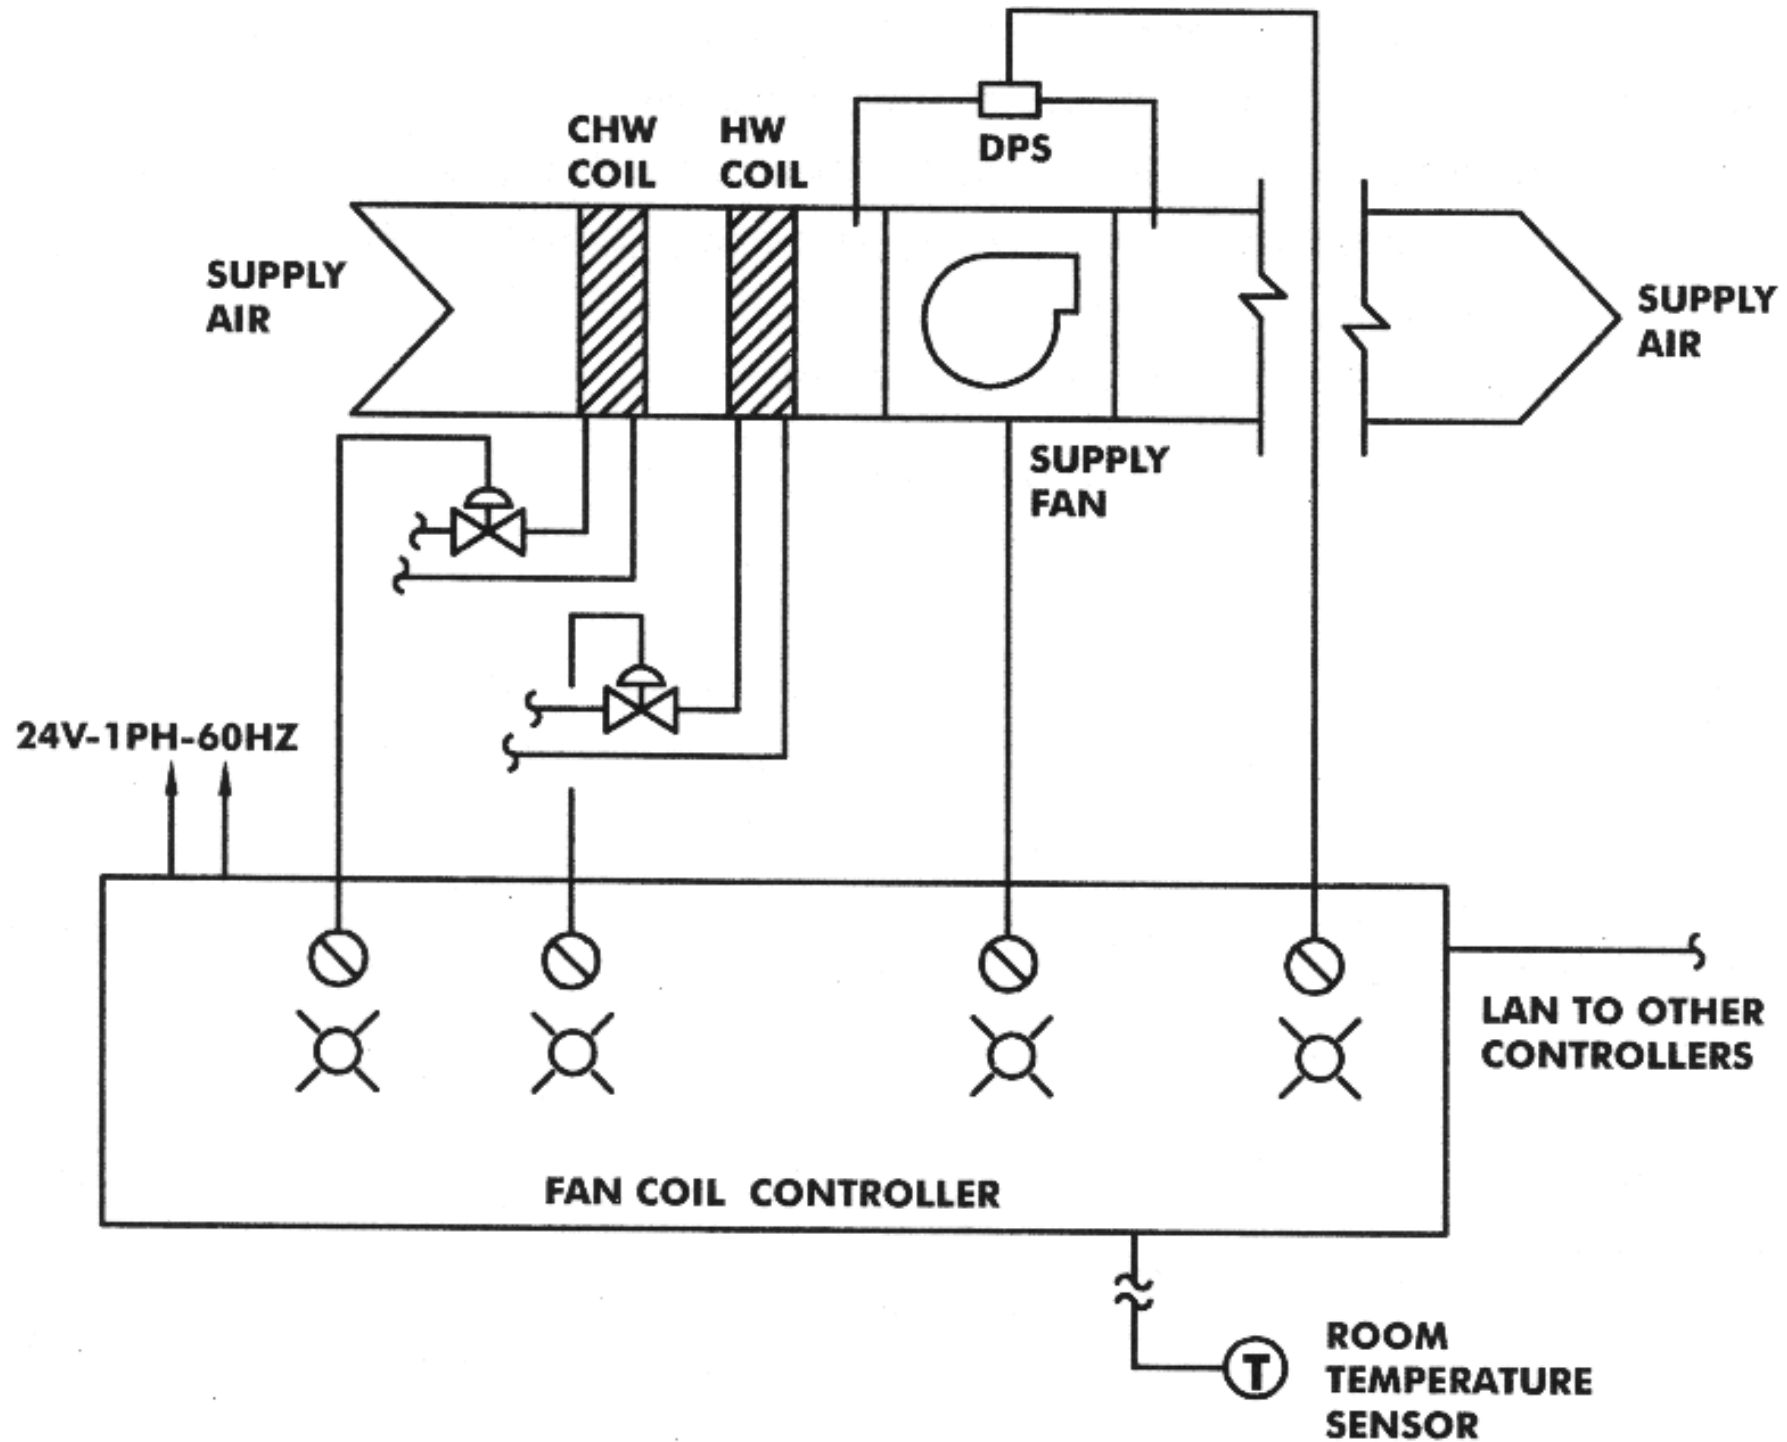 CHW
COIL
HW
COIL
DPS
SUPPLY
AIR
SUPPLY
AIR
SUPPLY
FAN
24V-1PH-60HZ
LAN TO OTHER
CONTROLLERS
FAN COIL CONTROLLER
T
ROOM
TEMPERATURE
SENSOR